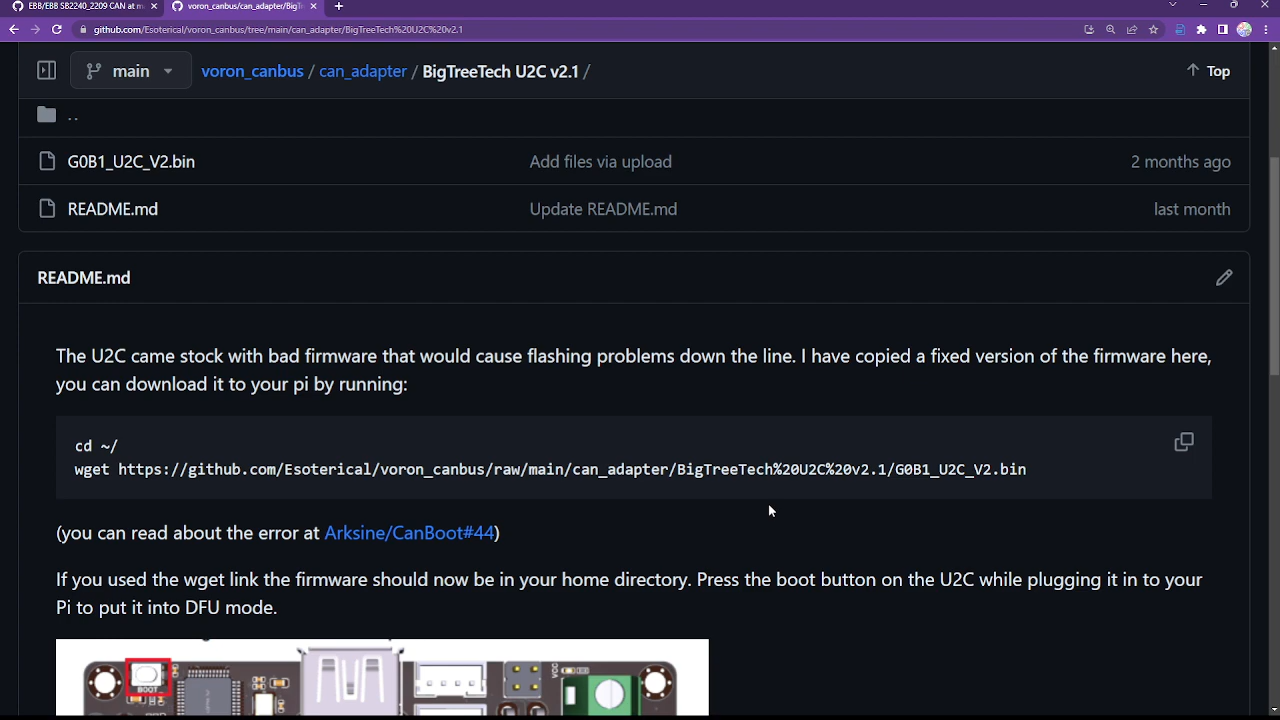 EBB/EBB SB2240_2209 CAN at m
voron_canbus/can_adapter/BigTr
github.com/Esoterical/voron_canbus/tree/main/can_adapter/BigTreeTech%20U2C%20v2.1
main
voron_canbus / can_adapter / BigTreeTech U2C v2.1 /
Top
..
G0B1_U2C_V2.bin Add files via upload 2 months ago
README.md Update README.md last month
README.md
The U2C came stock with bad firmware that would cause flashing problems down the line. I have copied a fixed version of the firmware here,
you can download it to your pi by running:
cd ~/
wget https://github.com/Esoterical/voron_canbus/raw/main/can_adapter/BigTreeTech%20U2C%20v2.1/G0B1_U2C_V2.bin
(you can read about the error at Arksine/CanBoot#44)
If you used the wget link the firmware should now be in your home directory. Press the boot button on the U2C while plugging it in to your
Pi to put it into DFU mode.
BOOT
VCC